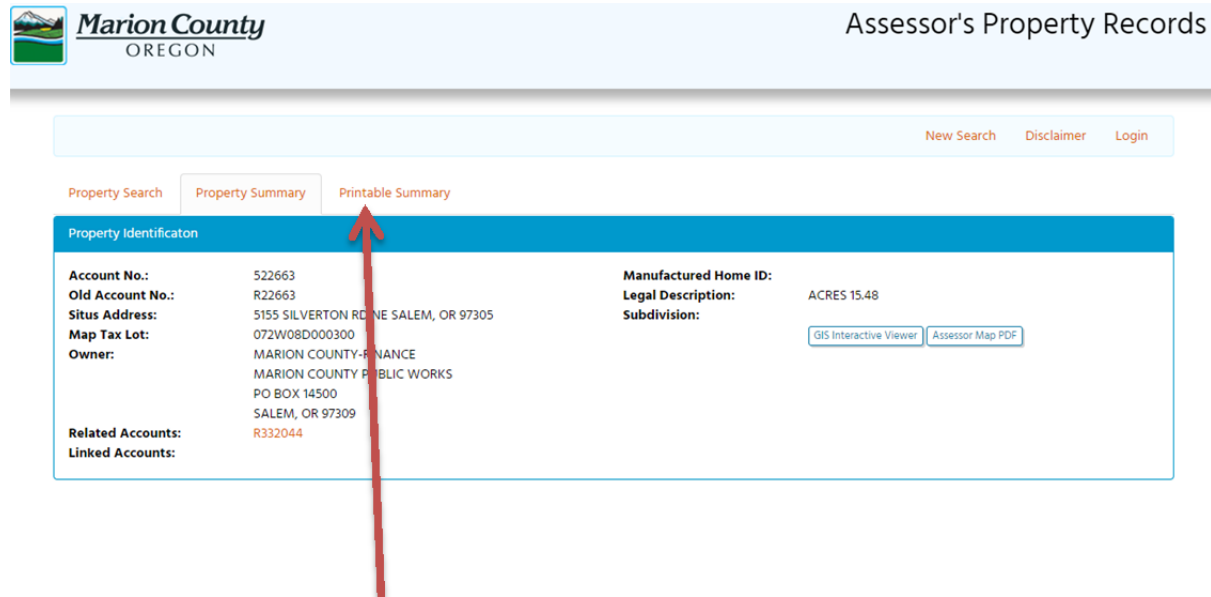 Marion County
OREGON
Assessor's Property Records
New Search Disclaimer Login
Property Search Property Summary Printable Summary
Property Identificaton
Account No.: 522663
Old Account No.: R22663
Situs Address: 5155 SILVERTON RD NE SALEM, OR 97305
Map Tax Lot: 072W08D000300
Owner: MARION COUNTY-FINANCE
MARION COUNTY PUBLIC WORKS
PO BOX 14500
SALEM, OR 97309
Related Accounts: R332044
Linked Accounts:
Manufactured Home ID:
Legal Description: ACRES 15.48
Subdivision:
GIS Interactive Viewer Assessor Map PDF